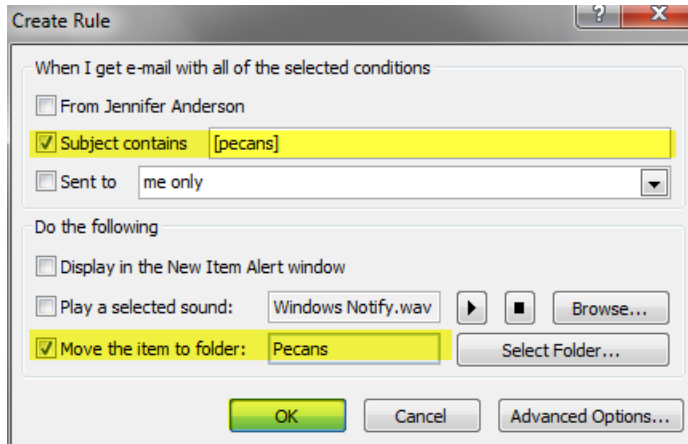 Create Rule
?
When I get e-mail with all of the selected conditions
From Jennifer Anderson
Subject contains [pecans]
Sent to me only
Do the following
Display in the New Item Alert window
Play a selected sound: Windows Notify.wav Browse...
Move the item to folder: Pecans Select Folder...
OK Cancel Advanced Options...